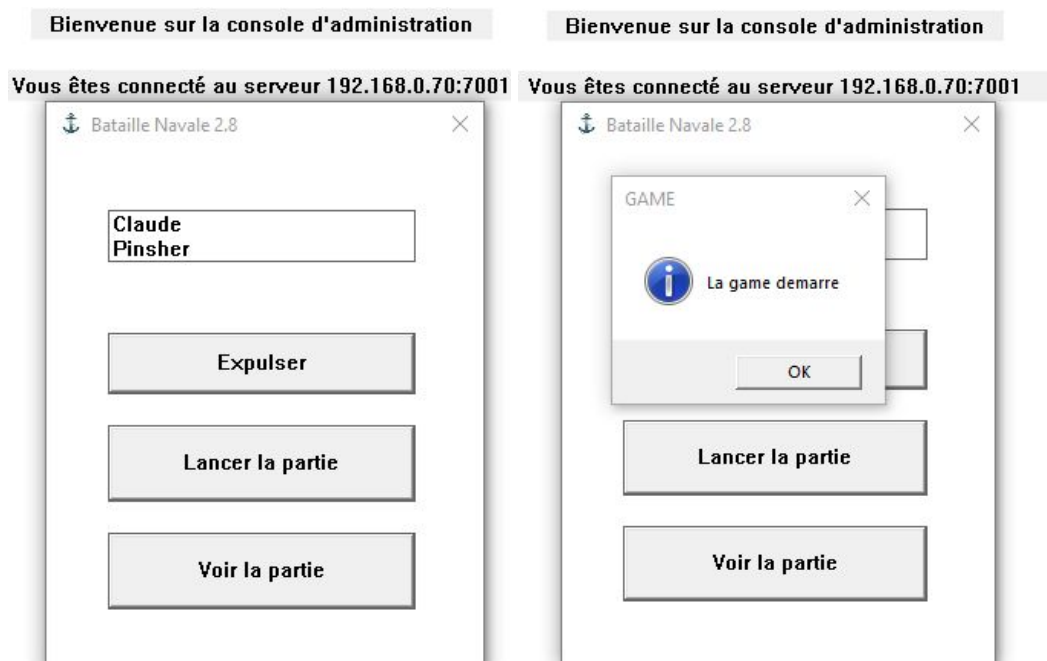 Bienvenue sur la console d'administration
Vous êtes connecté au serveur 192.168.0.70:7001
Bataille Navale 2.8
Claude
Pinsher
Expulser
Lancer la partie
Voir la partie
Bienvenue sur la console d'administration
Vous êtes connecté au serveur 192.168.0.70:7001
Bataille Navale 2.8
GAME
La game demarre
OK
Lancer la partie
Voir la partie